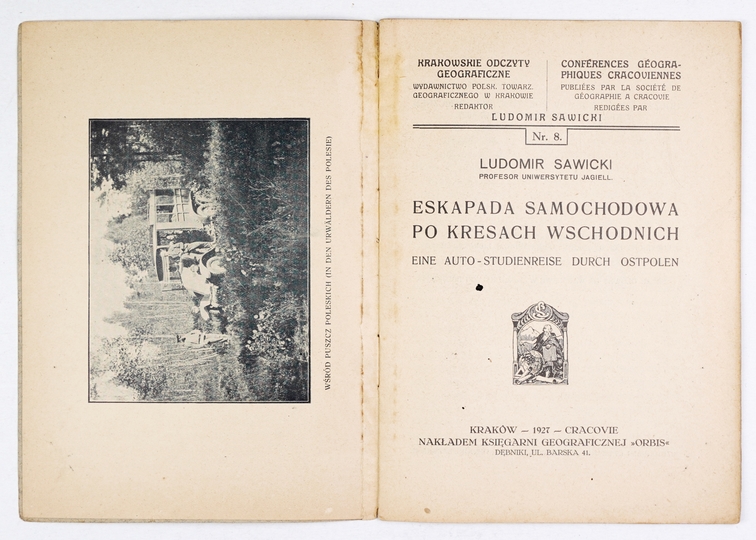 WŚRÓD PUSZCZ POLESKICH (IN DEN URWÄLDERN DES POLESIE)
KRAKOWSKIE ODCZYTY
GEOGRAFICZNE
WYDAWNICTWO POLSK. TOWARZ.
GEOGRAFICZNEGO W KRAKOWIE
REDAKTOR
CONFÉRENCES GÉOGRA-
PHIQUES CRACOVIENNES
PUBLIÉES PAR LA SOCIÉTÉ DE
GÉOGRAPHIE A CRACOVIE
REDIGÉES PAR
LUDOMIR SAWICKI
Nr. 8.
LUDOMIR SAWICKI
PROFESOR UNIWERSYTETU JAGIELL.
ESKAPADA SAMOCHODOWA
PO KRESACH WSCHODNICH
EINE AUTO-STUDIENREISE DURCH OSTPOLEN
KRAKÓW — 1927 — CRACOVIE
NAKŁADEM KSIĘGARNI GEOGRAFICZNEJ »ORBIS«
DĘBNIKI, UL. BARSKA 41.